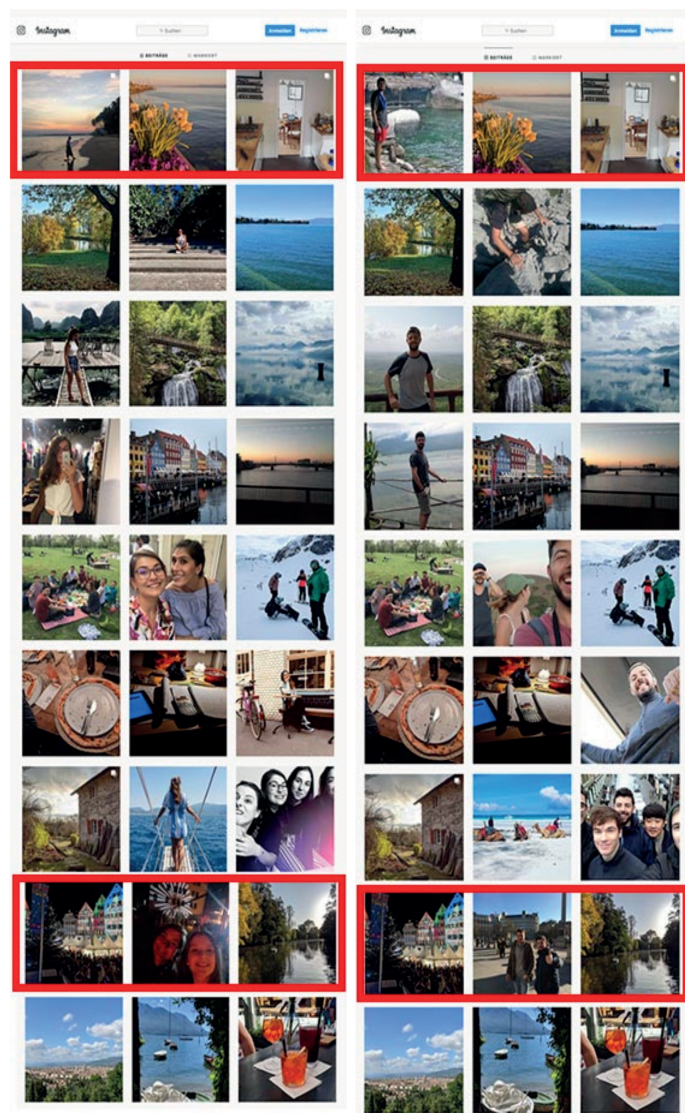 Instagram
Suchen
Anmelden
Registrieren
BEITRÄGE
MARKIERT
Instagram
Suchen
Anmelden
Registrieren
BEITRÄGE
MARKIERT